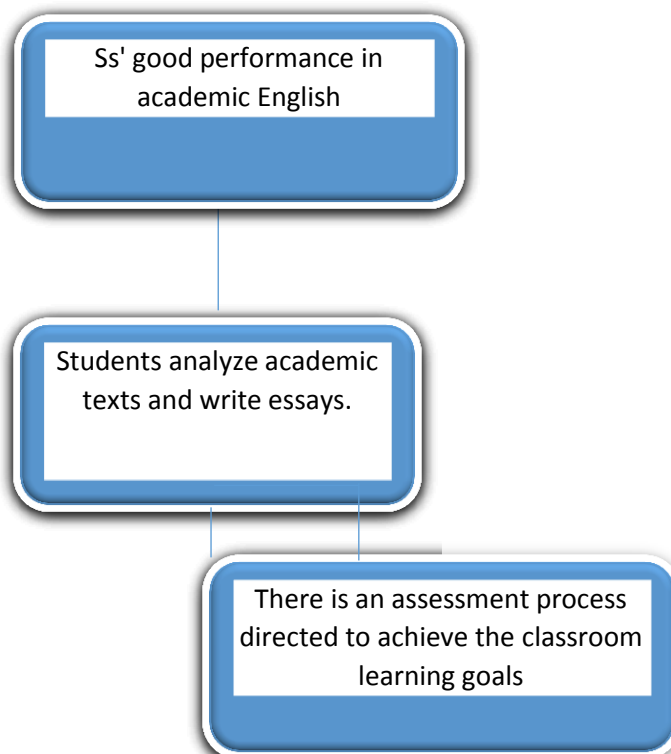 Ss' good performance in
academic English
Students analyze academic
texts and write essays.
There is an assessment process
directed to achieve the classroom
learning goals